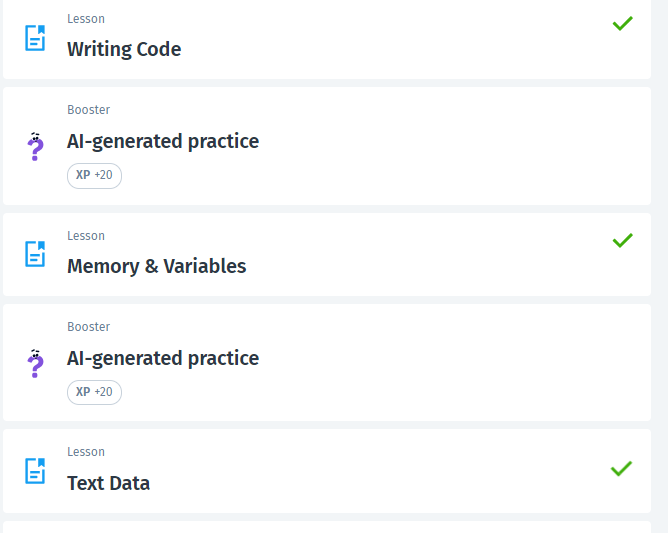 Lesson
Writing Code
Booster
AI-generated practice
XP +20
Lesson
Memory & Variables
Booster
AI-generated practice
XP +20
Lesson
Text Data